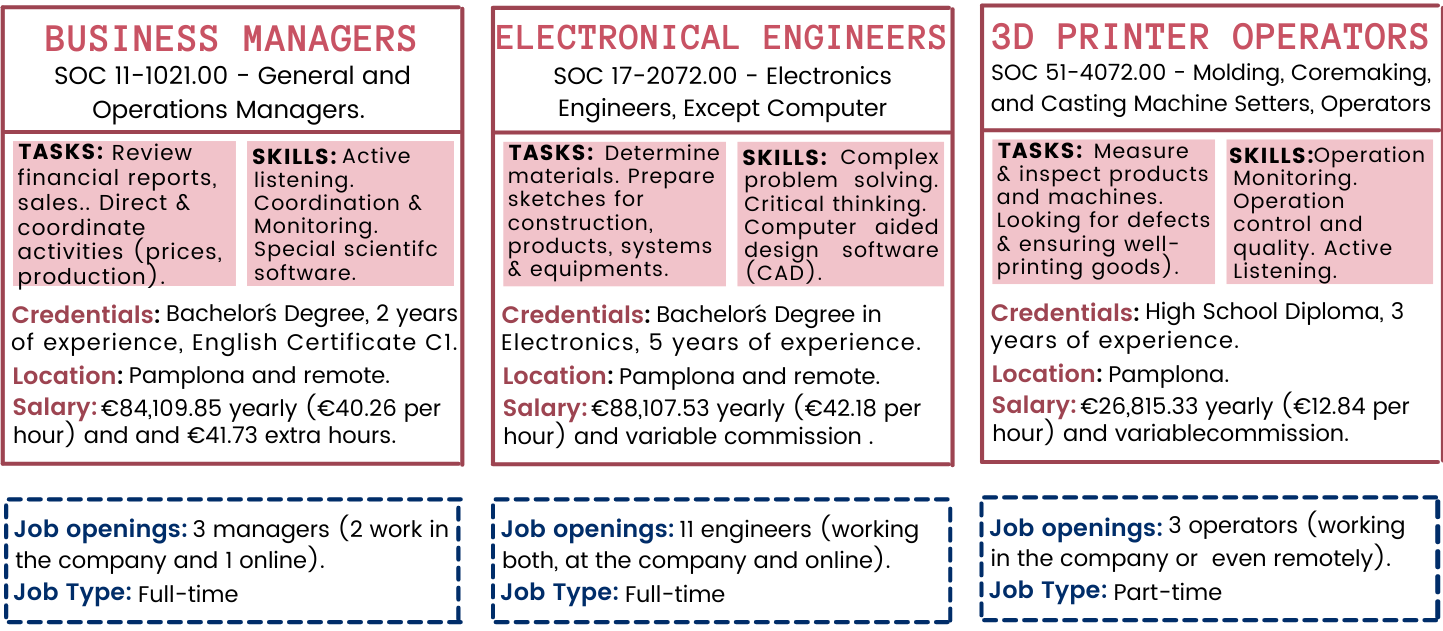 BUSINESS MANAGERS
SOC 11-1021.00 - General and
Operations Managers.
TASKS: Review
financial reports,
sales.. Direct &
coordinate
activities (prices,
production).
SKILLS: Active
listening.
Coordination &
Monitoring.
Special scientifc
software.
Credentials: Bachelor ́s Degree, 2 years
of experience, English Certificate C1.
Location: Pamplona and remote.
Salary: €84,109.85 yearly (€40.26 per
hour) and and €41.73 extra hours.
Job openings: 3 managers (2 work in
the company and 1 online).
Job Type: Full-time
ELECTRONICAL ENGINEERS
SOC 17-2072.00 - Electronics
Engineers, Except Computer
TASKS: Determine
materials. Prepare
sketches for
construction,
products, systems
& equipments.
SKILLS: Complex
problem solving.
Critical thinking.
Computer aided
design software
(CAD).
Credentials: Bachelor ́s Degree in
Electronics, 5 years of experience.
Location: Pamplona and remote.
Salary: €88,107.53 yearly (€42.18 per
hour) and variable commission .
Job openings: 11 engineers (working
both, at the company and online).
Job Type: Full-time
3D PRINTER OPERATORS
SOC 51-4072.00 - Molding, Coremaking,
and Casting Machine Setters, Operators
TASKS: Measure
& inspect products
and machines.
Looking for defects
& ensuring well-
printing goods).
SKILLS:Operation
Monitoring.
Operation
control and
quality. Active
Listening.
Credentials: High School Diploma, 3
years of experience.
Location: Pamplona.
Salary: €26,815.33 yearly (€12.84 per
hour) and variablecommission.
Job openings: 3 operators (working
in the company or even remotely).
Job Type: Part-time